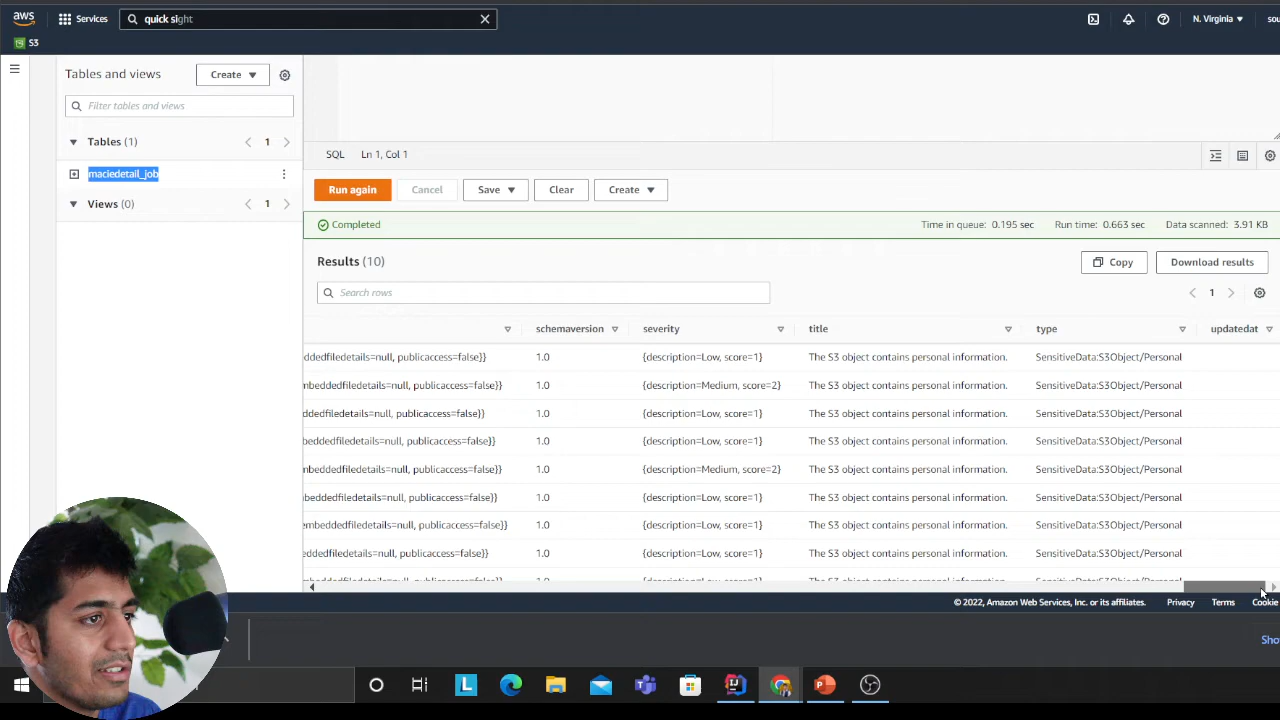 aws Services quick sight N. Virginia sou
S3
Tables and views Create
Filter tables and views
Tables (1) 1
maciedetail_job
Views (0) 1
SQL Ln 1, Col 1
Run again Cancel Save Clear Create
Completed Time in queue: 0.195 sec Run time: 0.663 sec Data scanned: 3.91 KB
Results (10) Copy Download results
Search rows 1
schemaversion severity title type updatedat
eddedfiledetails=null, publicaccess=false}} 1.0 {description=Low, score=1} The S3 object contains personal information. SensitiveData:S3Object/Personal
mbeddedfiledetails=null, publicaccess=false}} 1.0 {description=Medium, score=2} The S3 object contains personal information. SensitiveData:S3Object/Personal
ddedfiledetails=null, publicaccess=false}} 1.0 {description=Low, score=1} The S3 object contains personal information. SensitiveData:S3Object/Personal
beddedfiledetails=null, publicaccess=false}} 1.0 {description=Low, score=1} The S3 object contains personal information. SensitiveData:S3Object/Personal
mbeddedfiledetails=null, publicaccess=false}} 1.0 {description=Medium, score=2} The S3 object contains personal information. SensitiveData:S3Object/Personal
beddedfiledetails=null, publicaccess=false}} 1.0 {description=Low, score=1} The S3 object contains personal information. SensitiveData:S3Object/Personal
embeddedfiledetails=null, publicaccess=false}} 1.0 {description=Low, score=1} The S3 object contains personal information. SensitiveData:S3Object/Personal
ddedfiledetails=null, publicaccess=false}} 1.0 {description=Low, score=1} The S3 object contains personal information. SensitiveData:S3Object/Personal
© 2022, Amazon Web Services, Inc. or its affiliates. Privacy Terms Cookie
Sho